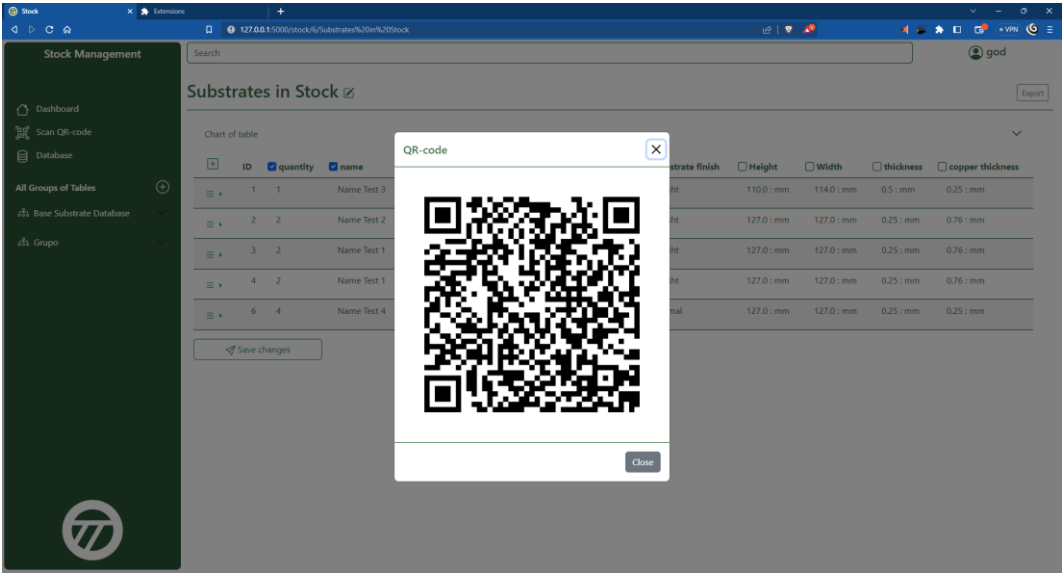 Stock
Extensions
127.0.0.1:5000/stock/6/Substrates%20in%20Stock
VPN
Stock Management
Search
god
Substrates in Stock
Export
Dashboard
Scan QR-code
Database
All Groups of Tables
Base Substrate Database
Grupo
Chart of table
ID quantity name strate finish Height Width thickness copper thickness
1 1 Name Test 3 ht 110.0 : mm 114.0 : mm 0.5 : mm 0.25 : mm
2 2 Name Test 2 ht 127.0 : mm 127.0 : mm 0.25 : mm 0.76 : mm
3 2 Name Test 1 ht 127.0 : mm 127.0 : mm 0.25 : mm 0.76 : mm
4 2 Name Test 1 ht 127.0 : mm 127.0 : mm 0.25 : mm 0.76 : mm
6 4 Name Test 4 nal 127.0 : mm 127.0 : mm 0.25 : mm 0.25 : mm
Save changes
QR-code
Close